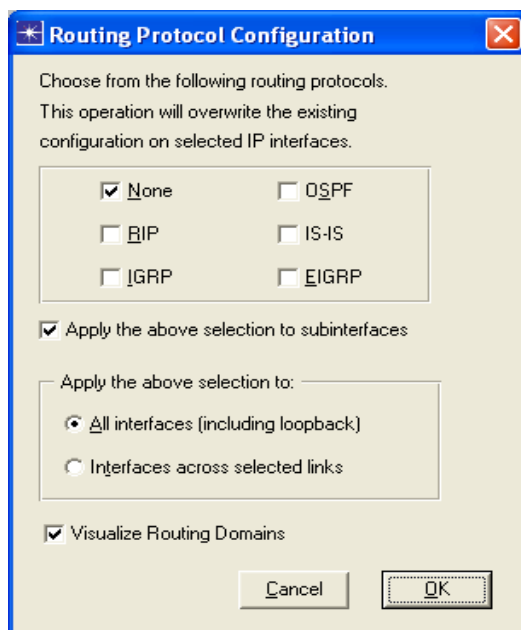 Routing Protocol Configuration
Choose from the following routing protocols.
This operation will overwrite the existing
configuration on selected IP interfaces.
None
OSPF
RIP
IS-IS
IGRP
EIGRP
Apply the above selection to subinterfaces
Apply the above selection to:
All interfaces (including loopback)
Interfaces across selected links
Visualize Routing Domains
Cancel
OK